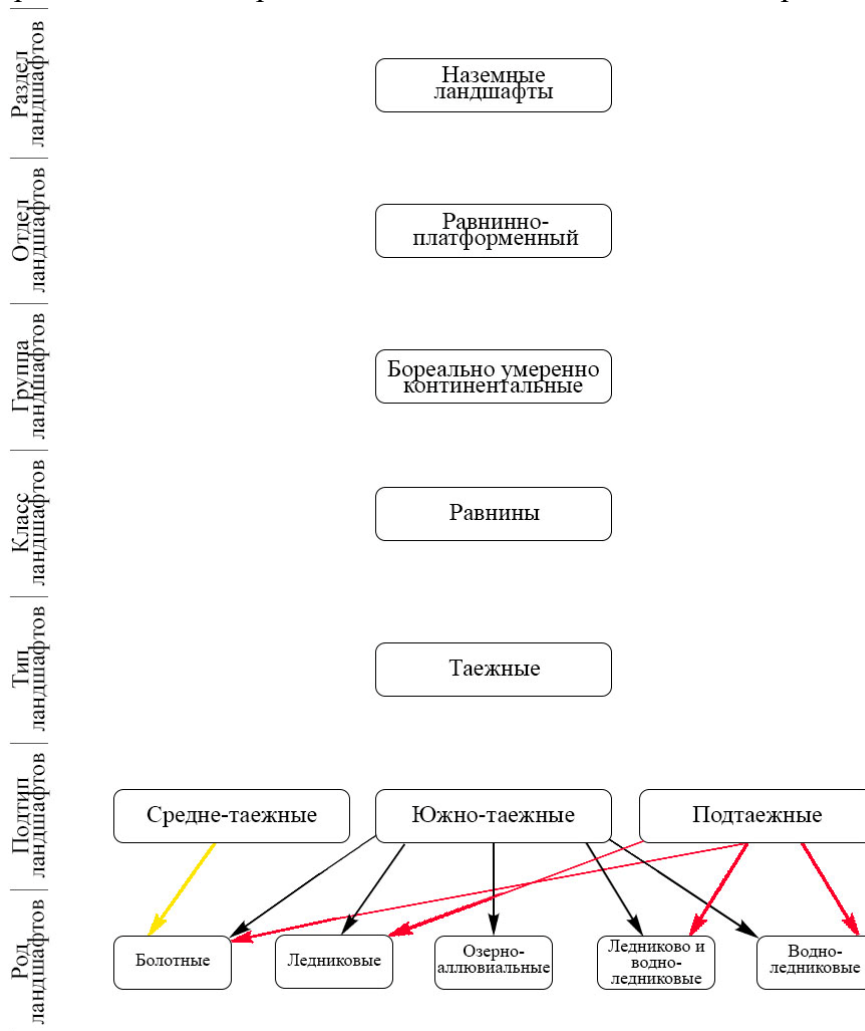 Раздел
ландшафтов
Наземные
ландшафты
Отдел
ландшафтов
Равнинно-
платформенный
Группа
ландшафтов
Бореально умеренно
континентальные
Класс
ландшафтов
Равнины
Тип
ландшафтов
Таежные
Подтип
ландшафтов
Средне-таежные
Южно-таежные
Подтаежные
Род
ландшафтов
Болотные
Ледниковые
Озерно-
аллювиальные
Ледниково и
водно-
ледниковые
Водно-
ледниковые